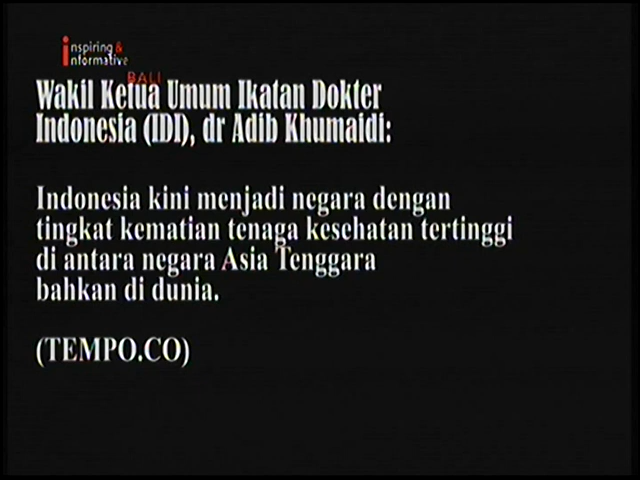 inspiring &
informative
BALI
Wakil Ketua Umum Ikatan Dokter
Indonesia (IDI), dr Adib Khumaidi:
Indonesia kini menjadi negara dengan
tingkat kematian tenaga kesehatan tertinggi
di antara negara Asia Tenggara
bahkan di dunia.
(TEMPO.CO)